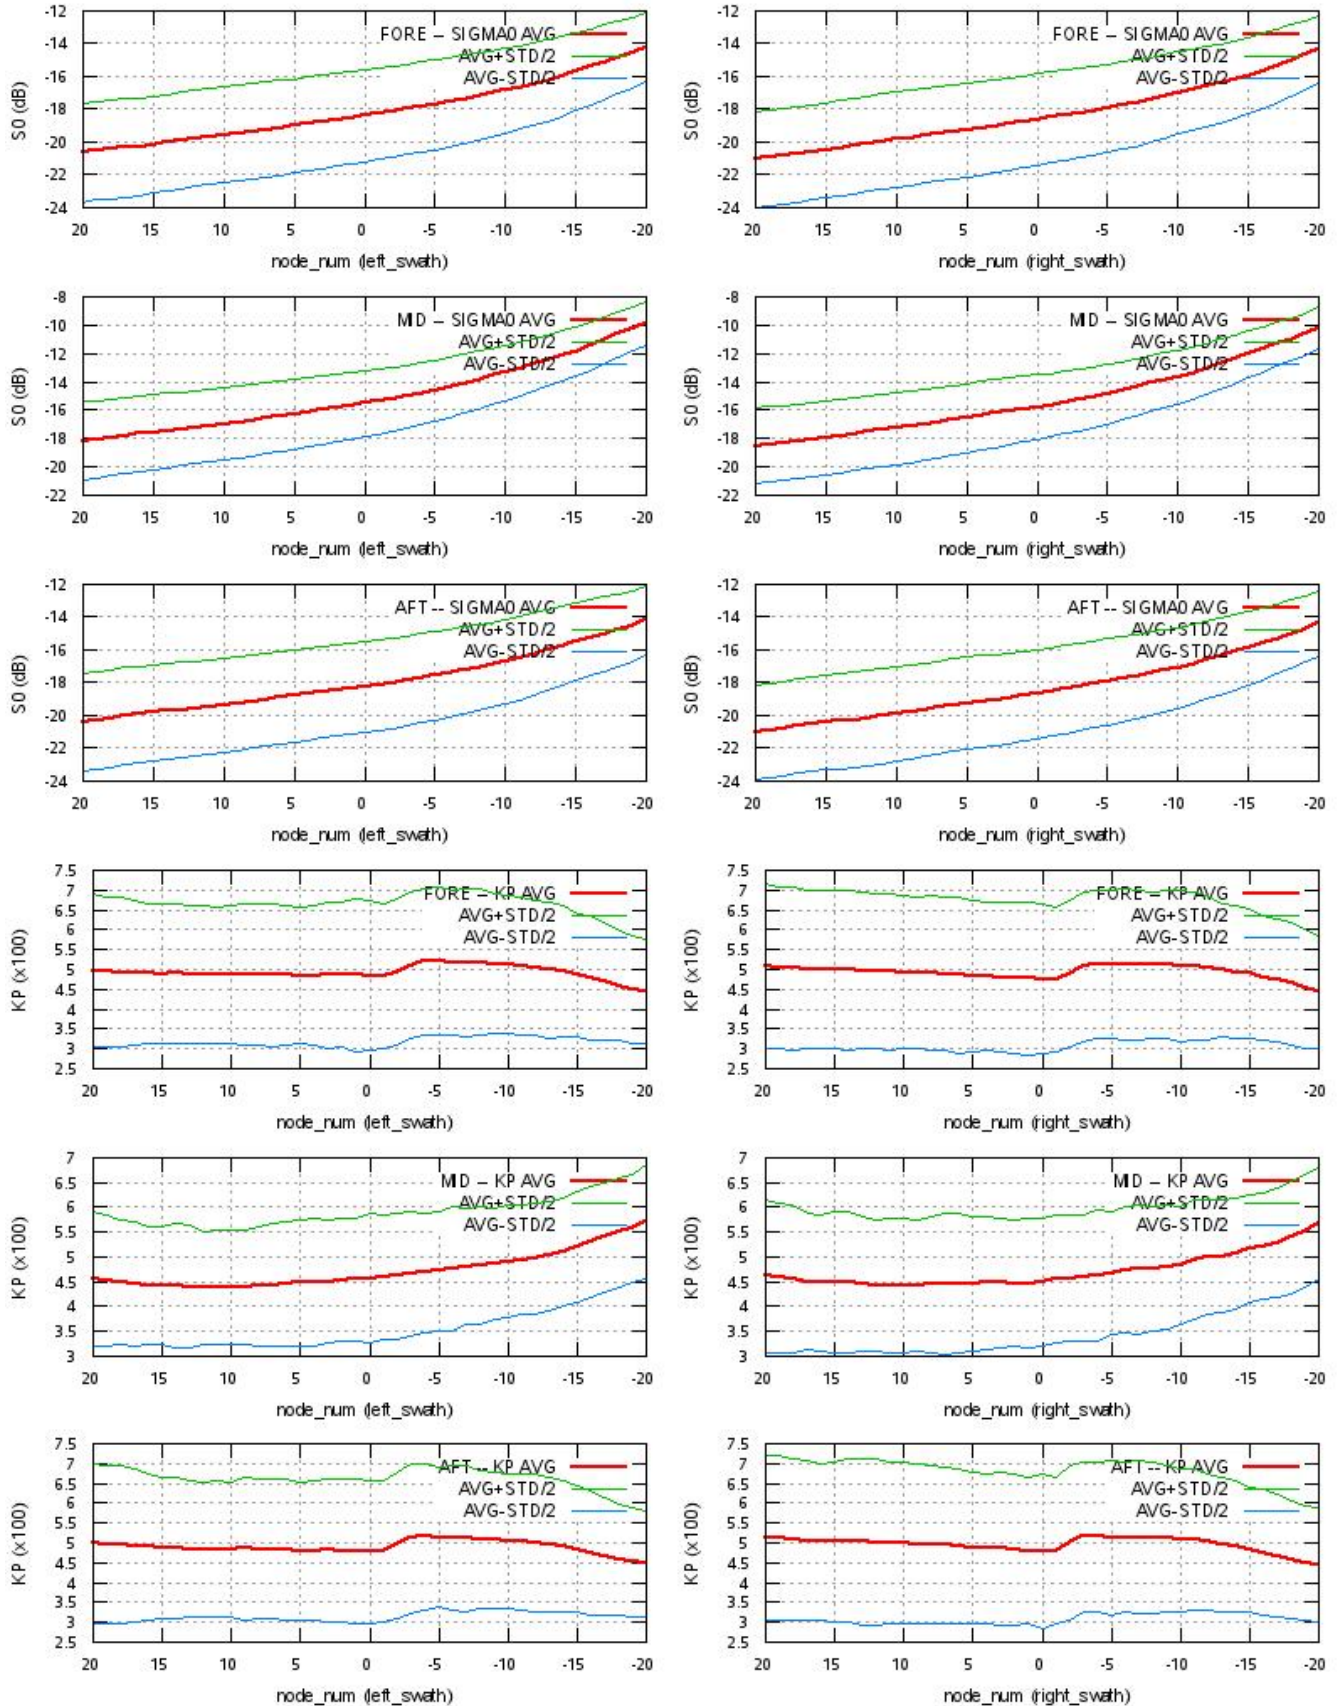 -12
-14
-16
-18
-20
-22
-24
S0 (dB)
FORE -- SIGMA0 AVG
AVG+STD/2
AVG-STD/2
20 15 10 5 0 -5 -10 -15 -20
node_num (left_swath)
-12
-14
-16
-18
-20
-22
-24
S0 (dB)
FORE -- SIGMA0 AVG
AVG+STD/2
AVG-STD/2
20 15 10 5 0 -5 -10 -15 -20
node_num (right_swath)
-8
-10
-12
-14
-16
-18
-20
-22
S0 (dB)
MID -- SIGMA0 AVG
AVG+STD/2
AVG-STD/2
20 15 10 5 0 -5 -10 -15 -20
node_num (left_swath)
-8
-10
-12
-14
-16
-18
-20
-22
S0 (dB)
MID -- SIGMA0 AVG
AVG+STD/2
AVG-STD/2
20 15 10 5 0 -5 -10 -15 -20
node_num (right_swath)
-12
-14
-16
-18
-20
-22
-24
S0 (dB)
AFT -- SIGMA0 AVG
AVG+STD/2
AVG-STD/2
20 15 10 5 0 -5 -10 -15 -20
node_num (left_swath)
-12
-14
-16
-18
-20
-22
-24
S0 (dB)
AFT -- SIGMA0 AVG
AVG+STD/2
AVG-STD/2
20 15 10 5 0 -5 -10 -15 -20
node_num (right_swath)
7.5
7
6.5
6
5.5
5
4.5
4
3.5
3
2.5
KP (x100)
FORE -- KP AVG
AVG+STD/2
AVG-STD/2
20 15 10 5 0 -5 -10 -15 -20
node_num (left_swath)
7.5
7
6.5
6
5.5
5
4.5
4
3.5
3
2.5
KP (x100)
FORE -- KP AVG
AVG+STD/2
AVG-STD/2
20 15 10 5 0 -5 -10 -15 -20
node_num (right_swath)
7
6.5
6
5.5
5
4.5
4
3.5
3
KP (x100)
MID -- KP AVG
AVG+STD/2
AVG-STD/2
20 15 10 5 0 -5 -10 -15 -20
node_num (left_swath)
7
6.5
6
5.5
5
4.5
4
3.5
3
KP (x100)
MID -- KP AVG
AVG+STD/2
AVG-STD/2
20 15 10 5 0 -5 -10 -15 -20
node_num (right_swath)
7.5
7
6.5
6
5.5
5
4.5
4
3.5
3
2.5
KP (x100)
AFT -- KP AVG
AVG+STD/2
AVG-STD/2
20 15 10 5 0 -5 -10 -15 -20
node_num (left_swath)
7.5
7
6.5
6
5.5
5
4.5
4
3.5
3
2.5
KP (x100)
AFT -- KP AVG
AVG+STD/2
AVG-STD/2
20 15 10 5 0 -5 -10 -15 -20
node_num (right_swath)